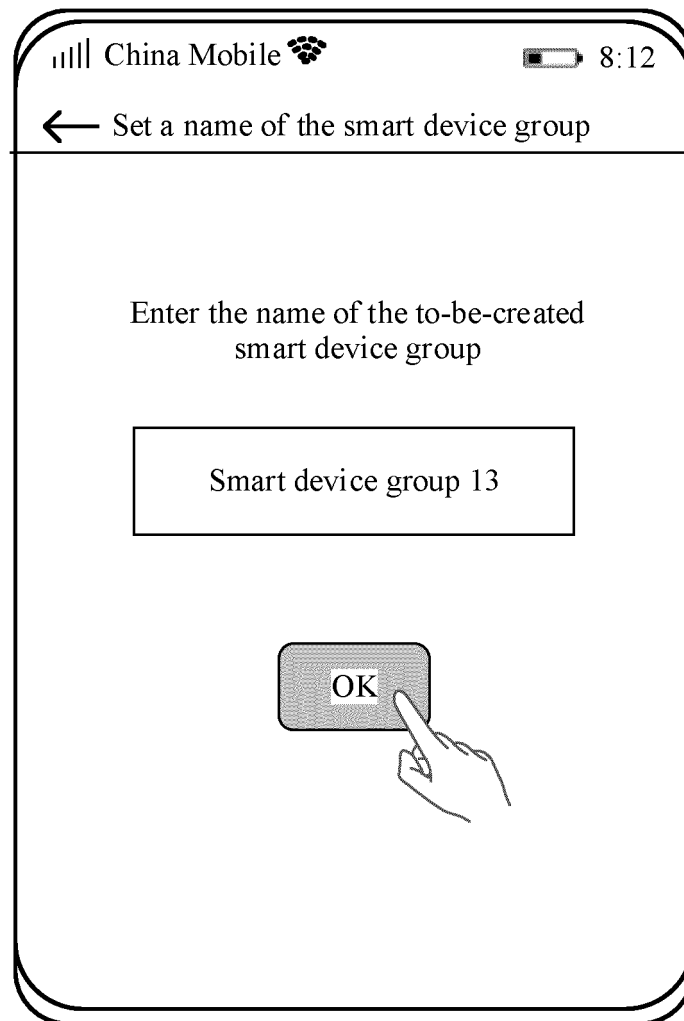 China Mobile 8:12
Set a name of the smart device group
Enter the name of the to-be-created
smart device group
Smart device group 13
OK